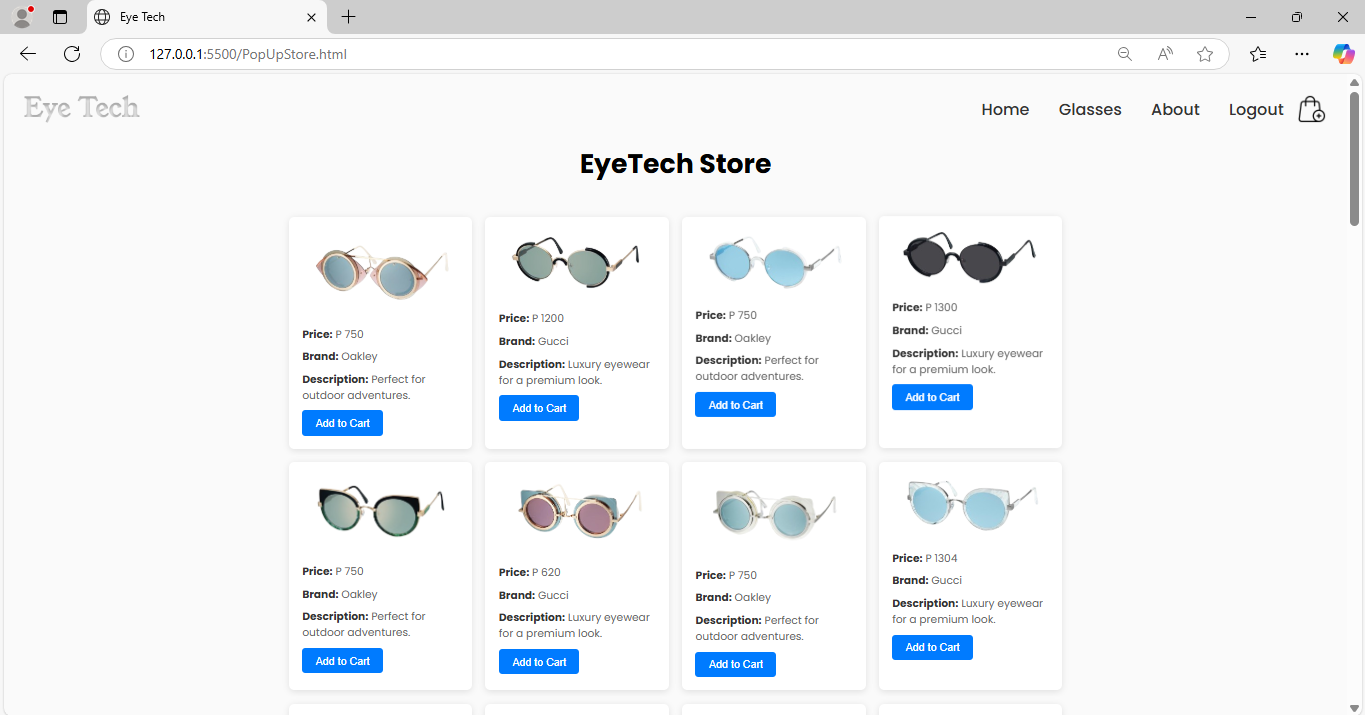 Eye Tech
127.0.0.1:5500/PopUpStore.html
Eye Tech
Home Glasses About Logout
EyeTech Store
Price: P 750
Brand: Oakley
Description: Perfect for
outdoor adventures.
Add to Cart
Price: P 1200
Brand: Gucci
Description: Luxury eyewear
for a premium look.
Add to Cart
Price: P 750
Brand: Oakley
Description: Perfect for
outdoor adventures.
Add to Cart
Price: P 1300
Brand: Gucci
Description: Luxury eyewear
for a premium look.
Add to Cart
Price: P 750
Brand: Oakley
Description: Perfect for
outdoor adventures.
Add to Cart
Price: P 620
Brand: Gucci
Description: Luxury eyewear
for a premium look.
Add to Cart
Price: P 750
Brand: Oakley
Description: Perfect for
outdoor adventures.
Add to Cart
Price: P 1304
Brand: Gucci
Description: Luxury eyewear
for a premium look.
Add to Cart